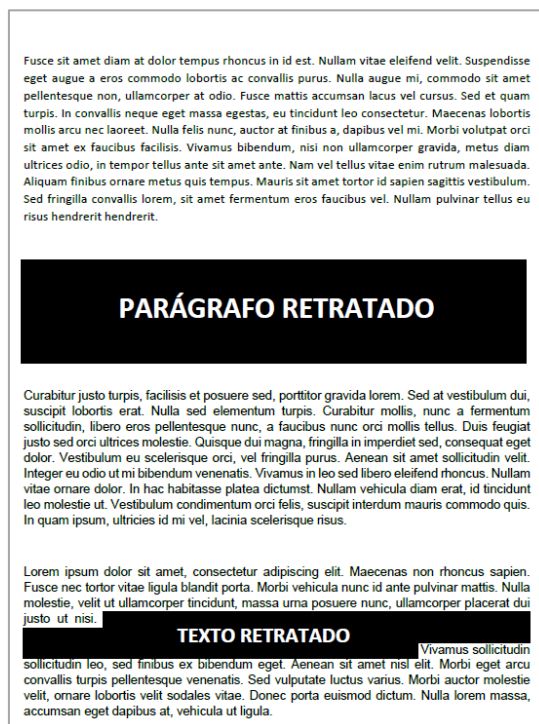 Fusce sit amet diam at dolor tempus rhoncus in id est. Nullam vitae eleifend velit. Suspendisse
eget augue a eros commodo lobortis ac convallis purus. Nulla augue mi, commodo sit amet
pellentesque non, ullamcorper at odio. Fusce mattis accumsan lacus vel cursus. Sed et quam
turpis. In convallis neque eget massa egestas, eu tincidunt leo consectetur. Maecenas lobortis
mollis arcu nec laoreet. Nulla felis nunc, auctor at finibus a, dapibus vel mi. Morbi volutpat orci
sit amet ex faucibus facilisis. Vivamus bibendum, nisi non ullamcorper gravida, metus diam
ultrices odio, in tempor tellus ante sit amet ante. Nam vel tellus vitae enim rutrum malesuada.
Aliquam finibus ornare metus quis tempus. Mauris sit amet tortor id sapien sagittis vestibulum.
Sed fringilla convallis lorem, sit amet fermentum eros faucibus vel. Nullam pulvinar tellus eu
risus hendrerit hendrerit.
PARÁGRAFO RETRATADO
Curabitur justo turpis, facilisis et posuere sed, porttitor gravida lorem. Sed at vestibulum dui,
suscipit lobortis erat. Nulla sed elementum turpis. Curabitur mollis, nunc a fermentum
sollicitudin, libero eros pellentesque nunc, a faucibus nunc orci mollis tellus. Duis feugiat
justo sed orci ultrices molestie. Quisque dui magna, fringilla in imperdiet sed, consequat eget
dolor. Vestibulum eu scelerisque orci, vel fringilla purus. Aenean sit amet sollicitudin velit.
Integer eu odio ut mi bibendum venenatis. Vivamus in leo sed libero eleifend rhoncus. Nullam
vitae ornare dolor. In hac habitasse platea dictumst. Nullam vehicula diam erat, id tincidunt
leo molestie ut. Vestibulum condimentum orci felis, suscipit interdum mauris commodo quis.
In quam ipsum, ultricies id mi vel, lacinia scelerisque risus.
Lorem ipsum dolor sit amet, consectetur adipiscing elit. Maecenas non rhoncus sapien.
Fusce nec tortor vitae ligula blandit porta. Morbi vehicula nunc id ante pulvinar mattis. Nulla
molestie, velit ut ullamcorper tincidunt, massa urna posuere nunc, ullamcorper placerat dui
justo ut nisi.
TEXTO RETRATADO
Vivamus sollicitudin
sollicitudin leo, sed finibus ex bibendum eget. Aenean sit amet nisl elit. Morbi eget arcu
convallis turpis pellentesque venenatis. Sed vulputate luctus varius. Morbi auctor molestie
velit, ornare lobortis velit sodales vitae. Donec porta euismod dictum. Nulla lorem massa,
accumsan eget dapibus at, vehicula ut ligula.